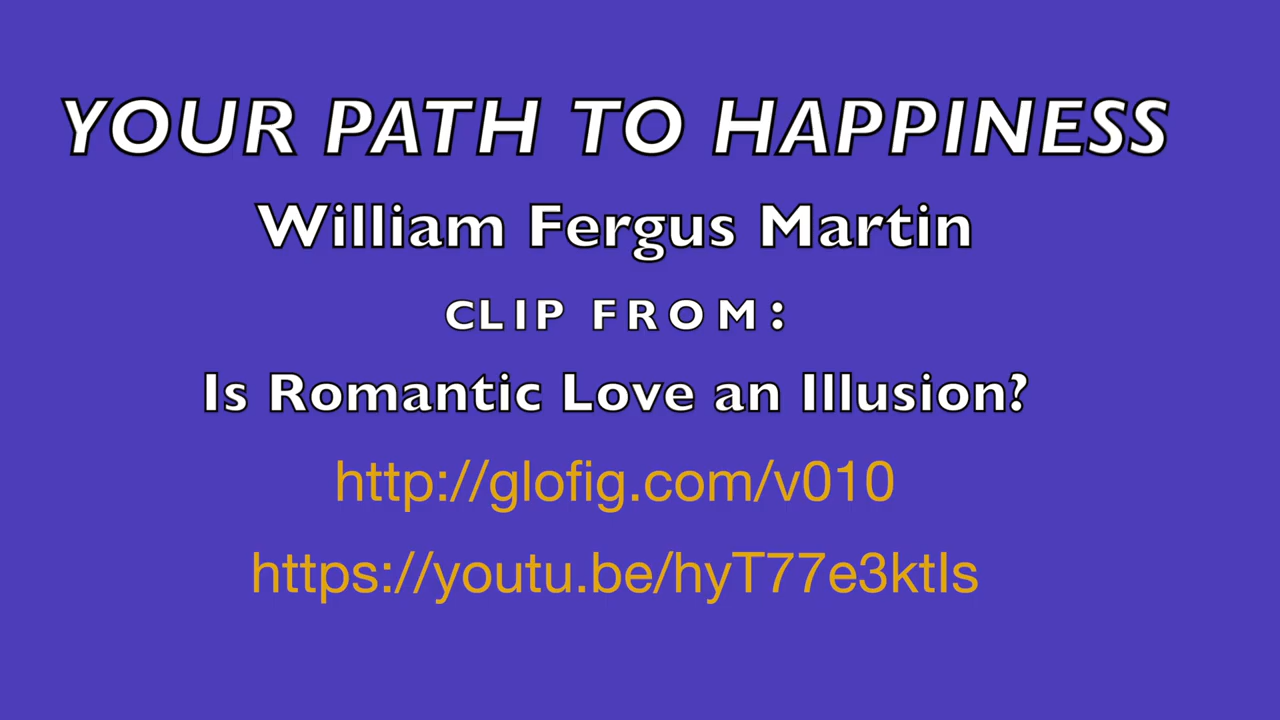 YOUR PATH TO HAPPINESS
William Fergus Martin
CLIP FROM:
Is Romantic Love an Illusion?
http://glofig.com/v010
https://youtu.be/hyT77e3ktIs